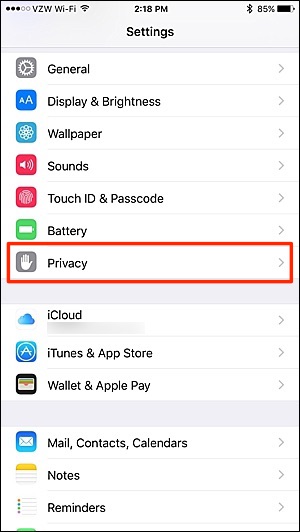 VZW Wi-Fi 2:18 PM 85%
Settings
General
AA Display & Brightness
Wallpaper
Sounds
Touch ID & Passcode
Battery
Privacy
iCloud
iTunes & App Store
Wallet & Apple Pay
Mail, Contacts, Calendars
Notes
Reminders